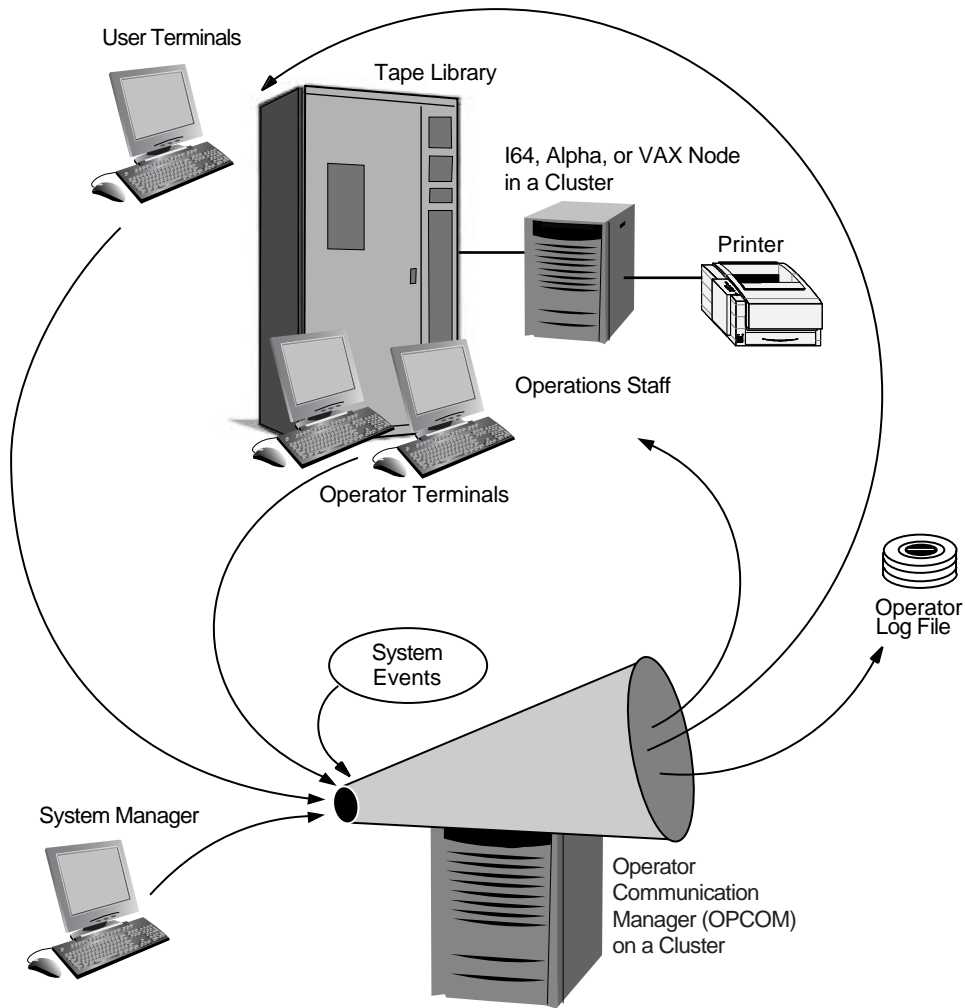 User Terminals
Tape Library
I64, Alpha, or VAX Node
in a Cluster
Printer
Operations Staff
Operator Terminals
Operator
Log File
System
Events
System Manager
Operator
Communication
Manager (OPCOM)
on a Cluster